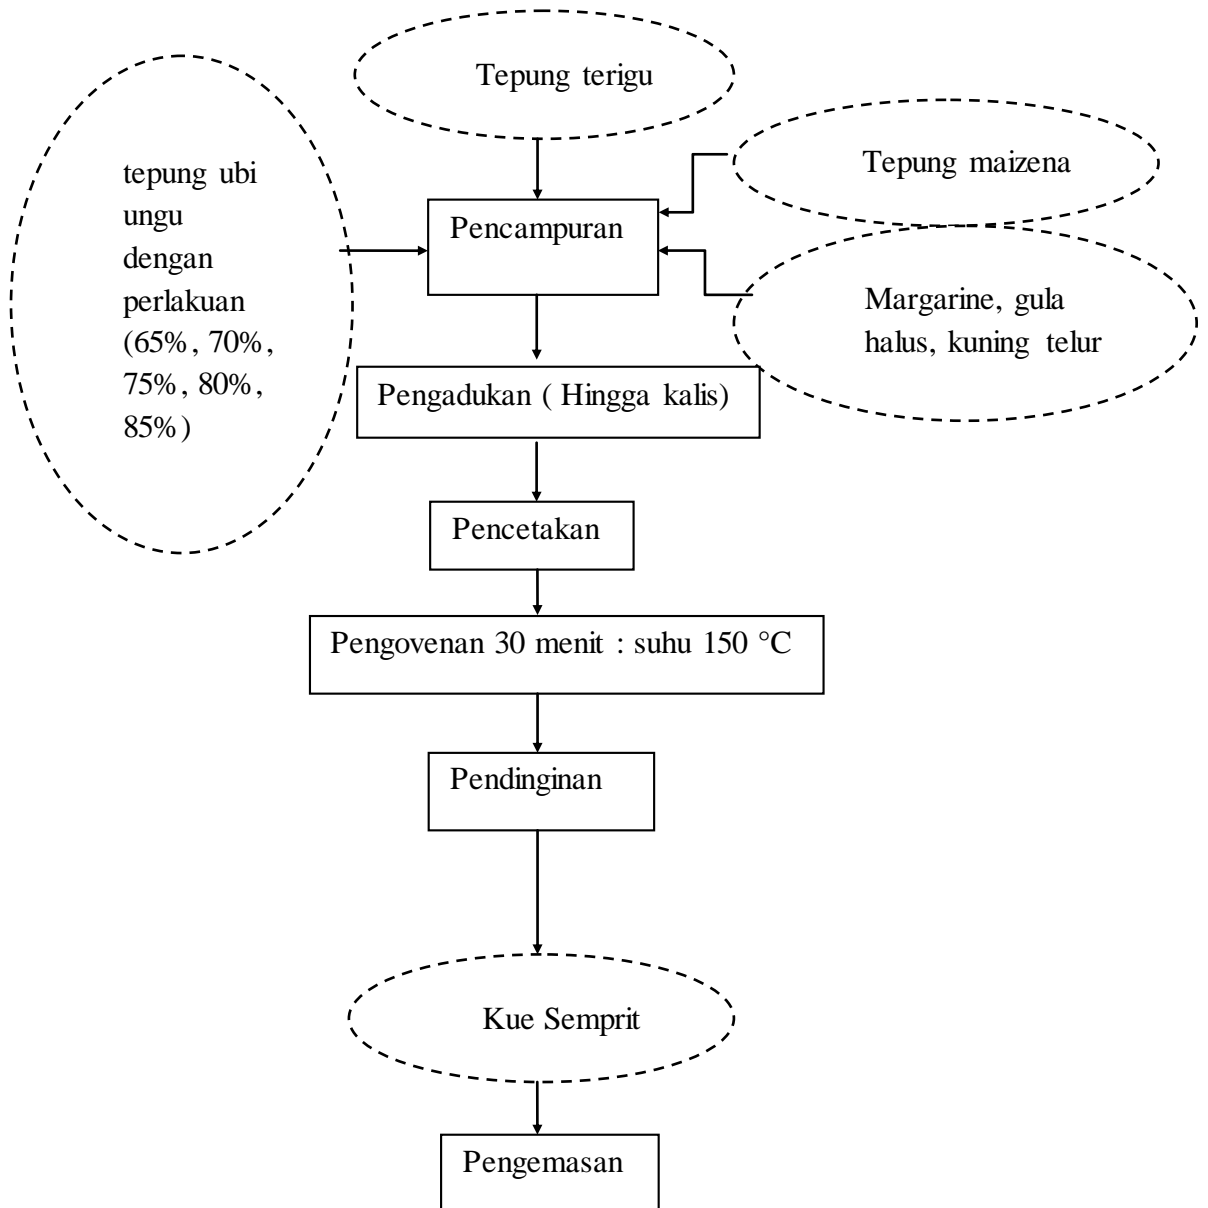 Tepung terigu
tepung ubi
ungu
dengan
perlakuan
(65%, 70%,
75%, 80%,
85%)
Tepung maizena
Pencampuran
Margarine, gula
halus, kuning telur
Pengadukan ( Hingga kalis)
Pencetakan
Pengovenan 30 menit : suhu 150 °C
Pendinginan
Kue Semprit
Pengemasan